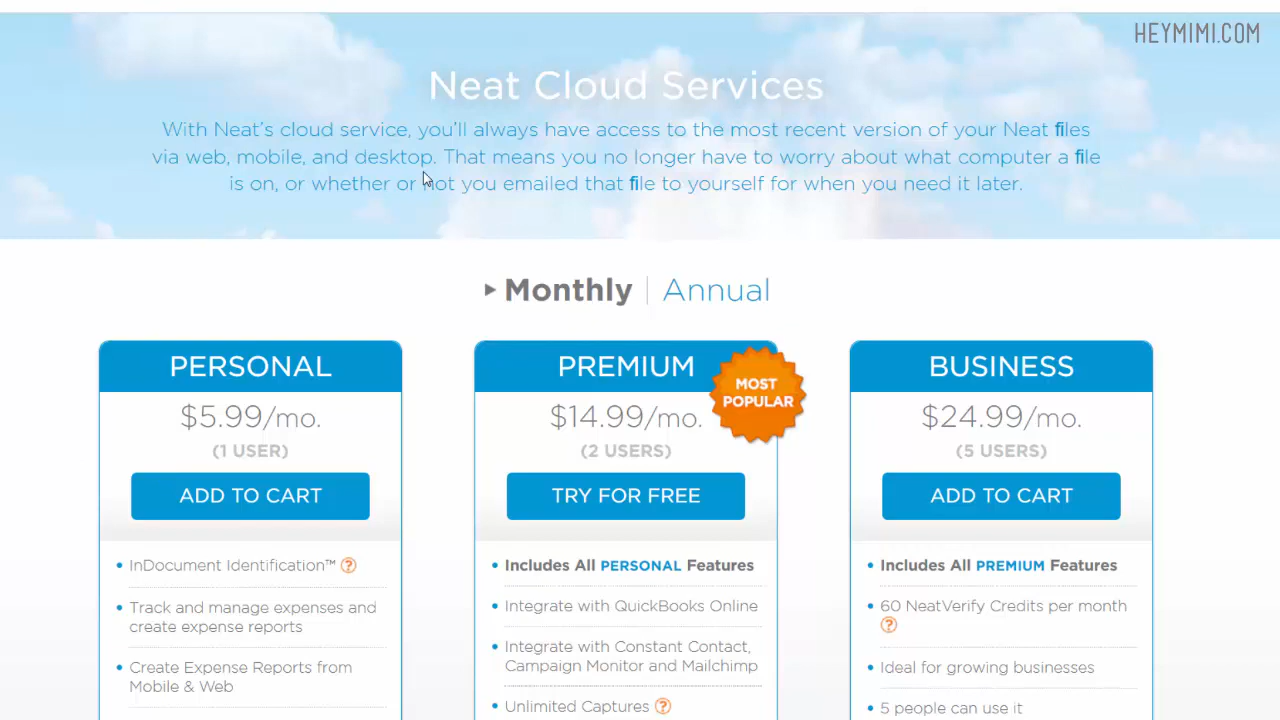 HEYMIMI.COM
Neat Cloud Services
With Neat's cloud service, you'll always have access to the most recent version of your Neat files
via web, mobile, and desktop. That means you no longer have to worry about what computer a file
is on, or whether or not you emailed that file to yourself for when you need it later.
Monthly | Annual
PERSONAL
$5.99/mo.
(1 USER)
ADD TO CART
• InDocument Identification™ ?
• Track and manage expenses and
create expense reports
• Create Expense Reports from
Mobile & Web
PREMIUM
MOST
POPULAR
$14.99/mo.
(2 USERS)
TRY FOR FREE
• Includes All PERSONAL Features
• Integrate with QuickBooks Online
• Integrate with Constant Contact,
Campaign Monitor and Mailchimp
• Unlimited Captures ?
BUSINESS
$24.99/mo.
(5 USERS)
ADD TO CART
• Includes All PREMIUM Features
• 60 NeatVerify Credits per month
?
• Ideal for growing businesses
• 5 people can use it